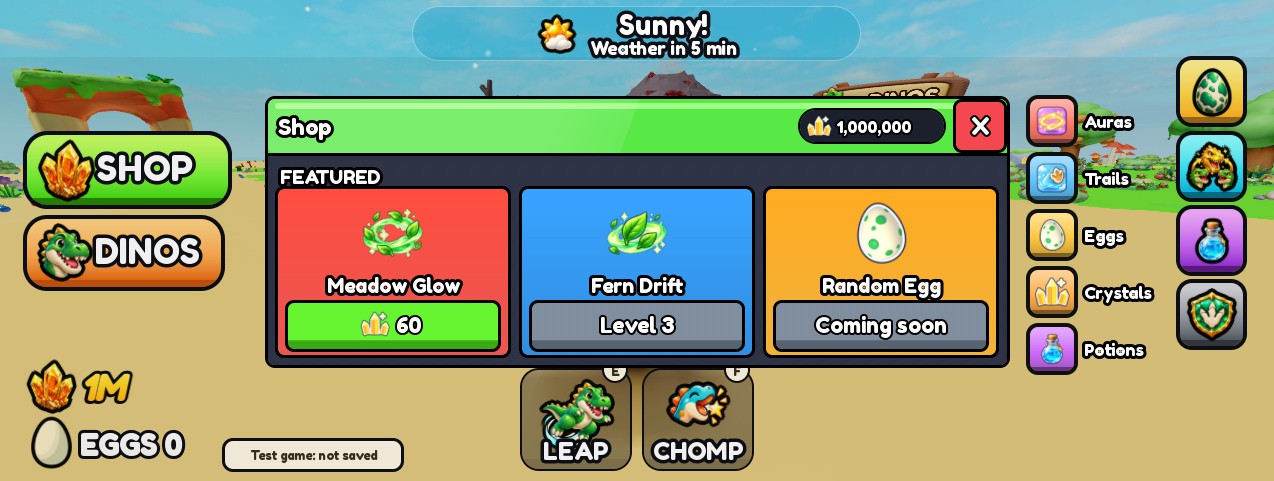 Sunny!
Weather in 5 min
DINOS
Shop
1,000,000
FEATURED
Meadow Glow
60
Fern Drift
Level 3
Random Egg
Coming soon
SHOP
DINOS
1M
EGGS 0
Test game: not saved
E
LEAP
F
CHOMP
Auras
Trails
Eggs
Crystals
Potions